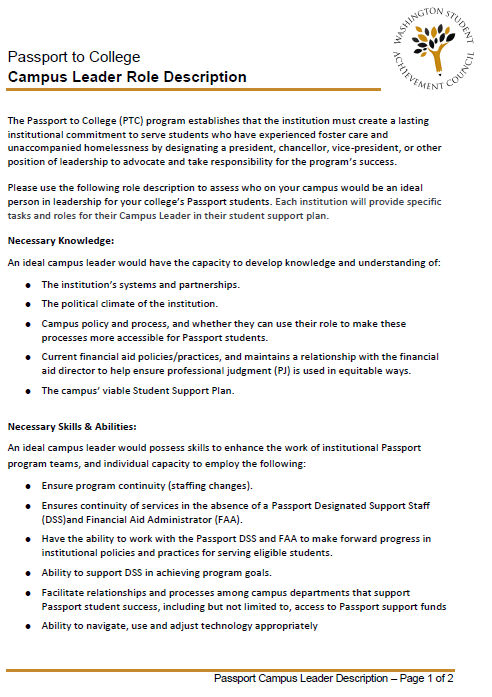 WASHINGTON STUDENT
ACHIEVEMENT COUNCIL
Passport to College
Campus Leader Role Description
The Passport to College (PTC) program establishes that the institution must create a lasting
institutional commitment to serve students who have experienced foster care and
unaccompanied homelessness by designating a president, chancellor, vice-president, or other
position of leadership to advocate and take responsibility for the program's success.
Please use the following role description to assess who on your campus would be an ideal
person in leadership for your college's Passport students. Each institution will provide specific
tasks and roles for their Campus Leader in their student support plan.
Necessary Knowledge:
An ideal campus leader would have the capacity to develop knowledge and understanding of:
● The institution's systems and partnerships.
● The political climate of the institution.
● Campus policy and process, and whether they can use their role to make these
processes more accessible for Passport students.
● Current financial aid policies/practices, and maintains a relationship with the financial
aid director to help ensure professional judgment (PJ) is used in equitable ways.
● The campus' viable Student Support Plan.
Necessary Skills & Abilities:
An ideal campus leader would possess skills to enhance the work of institutional Passport
program teams, and individual capacity to employ the following:
● Ensure program continuity (staffing changes).
● Ensures continuity of services in the absence of a Passport Designated Support Staff
(DSS)and Financial Aid Administrator (FAA).
● Have the ability to work with the Passport DSS and FAA to make forward progress in
institutional policies and practices for serving eligible students.
● Ability to support DSS in achieving program goals.
● Facilitate relationships and processes among campus departments that support
Passport student success, including but not limited to, access to Passport support funds
● Ability to navigate, use and adjust technology appropriately
Passport Campus Leader Description – Page 1 of 2